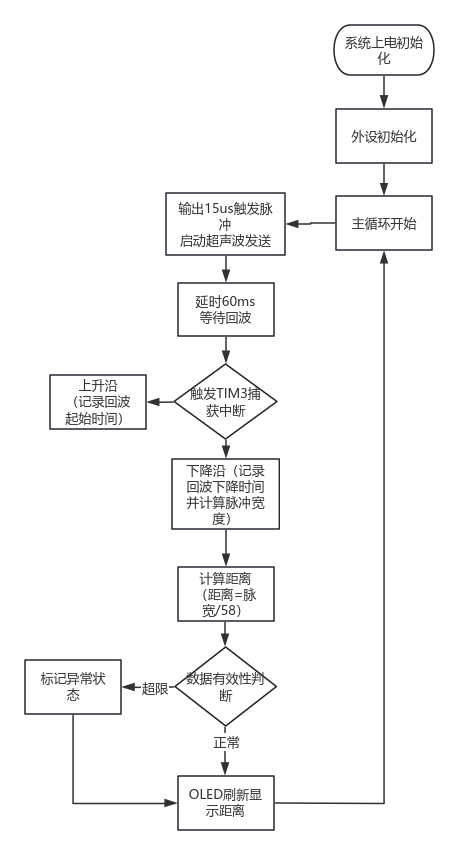 系统上电初始
化
外设初始化
主循环开始
输出15us触发脉
冲
启动超声波发送
延时60ms
等待回波
触发TIM3捕
获中断
上升沿
（记录回波
起始时间）
下降沿（记录
回波下降时间
并计算脉冲宽
度）
计算距离
（距离=脉
宽/58）
数据有效性判
断
超限
标记异常状
态
正常
OLED刷新显
示距离